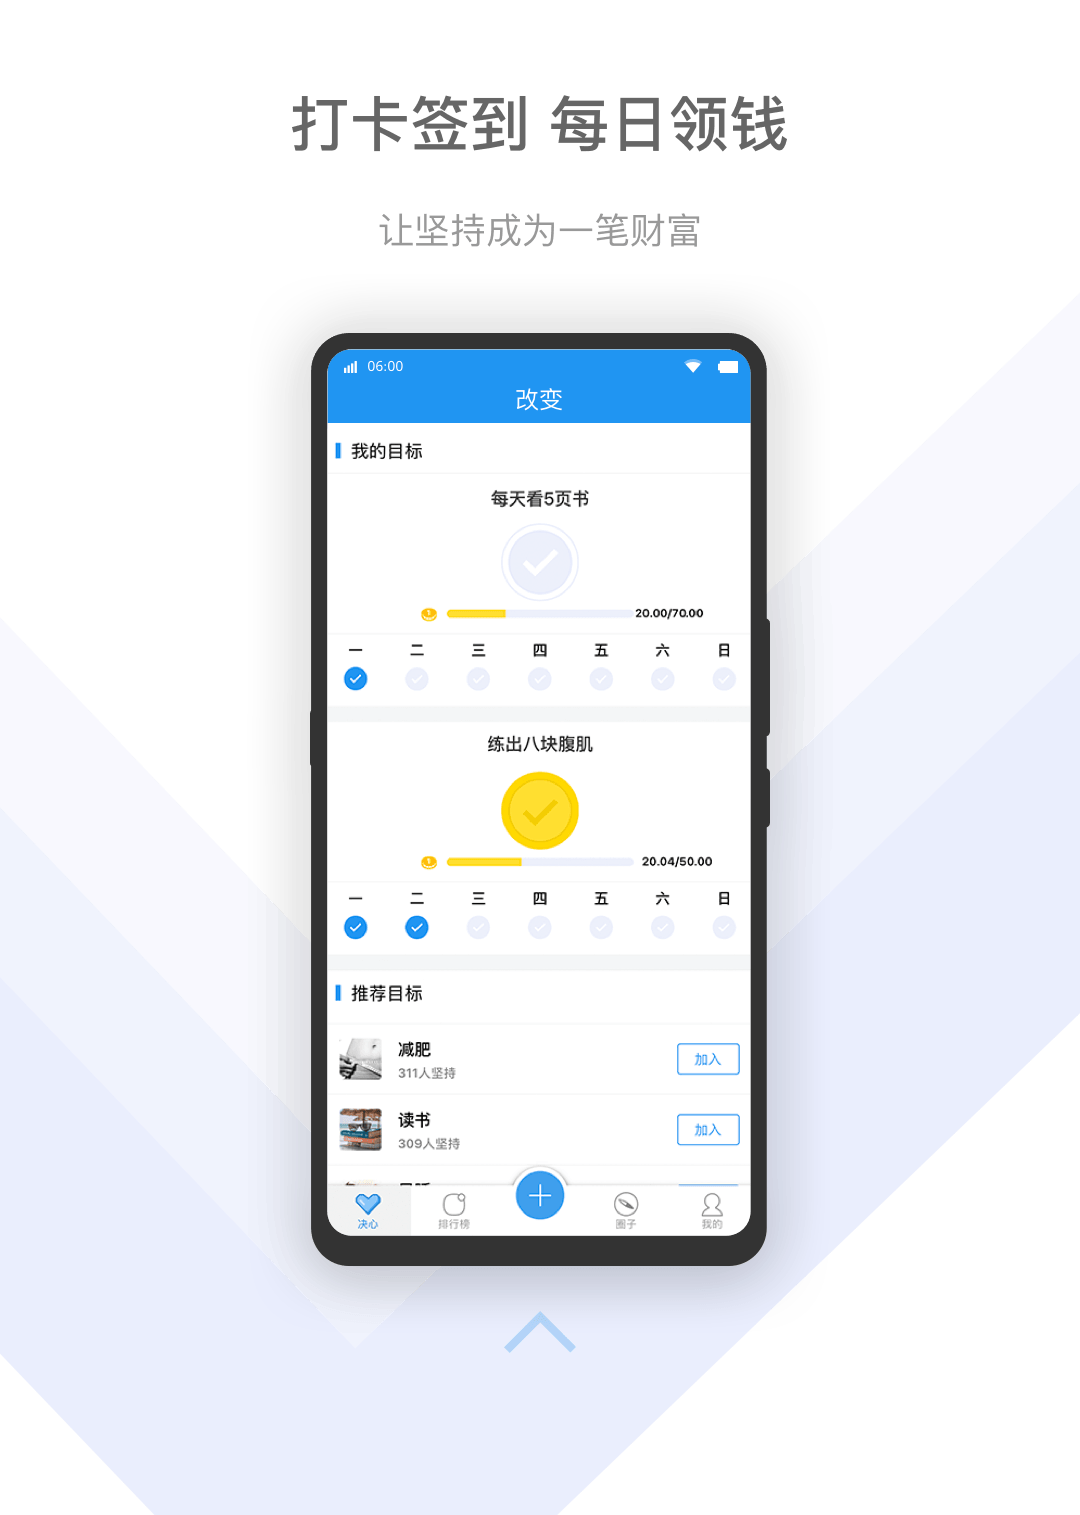 打卡签到 每日领钱
让坚持成为一笔财富
06:00
改变
我的目标
每天看5页书
1 20.00/70.00
一 二 三 四 五 六 日
练出八块腹肌
1 20.04/50.00
一 二 三 四 五 六 日
推荐目标
减肥
311人坚持
加入
读书
309人坚持
加入
决心 排行榜 圈子 我的